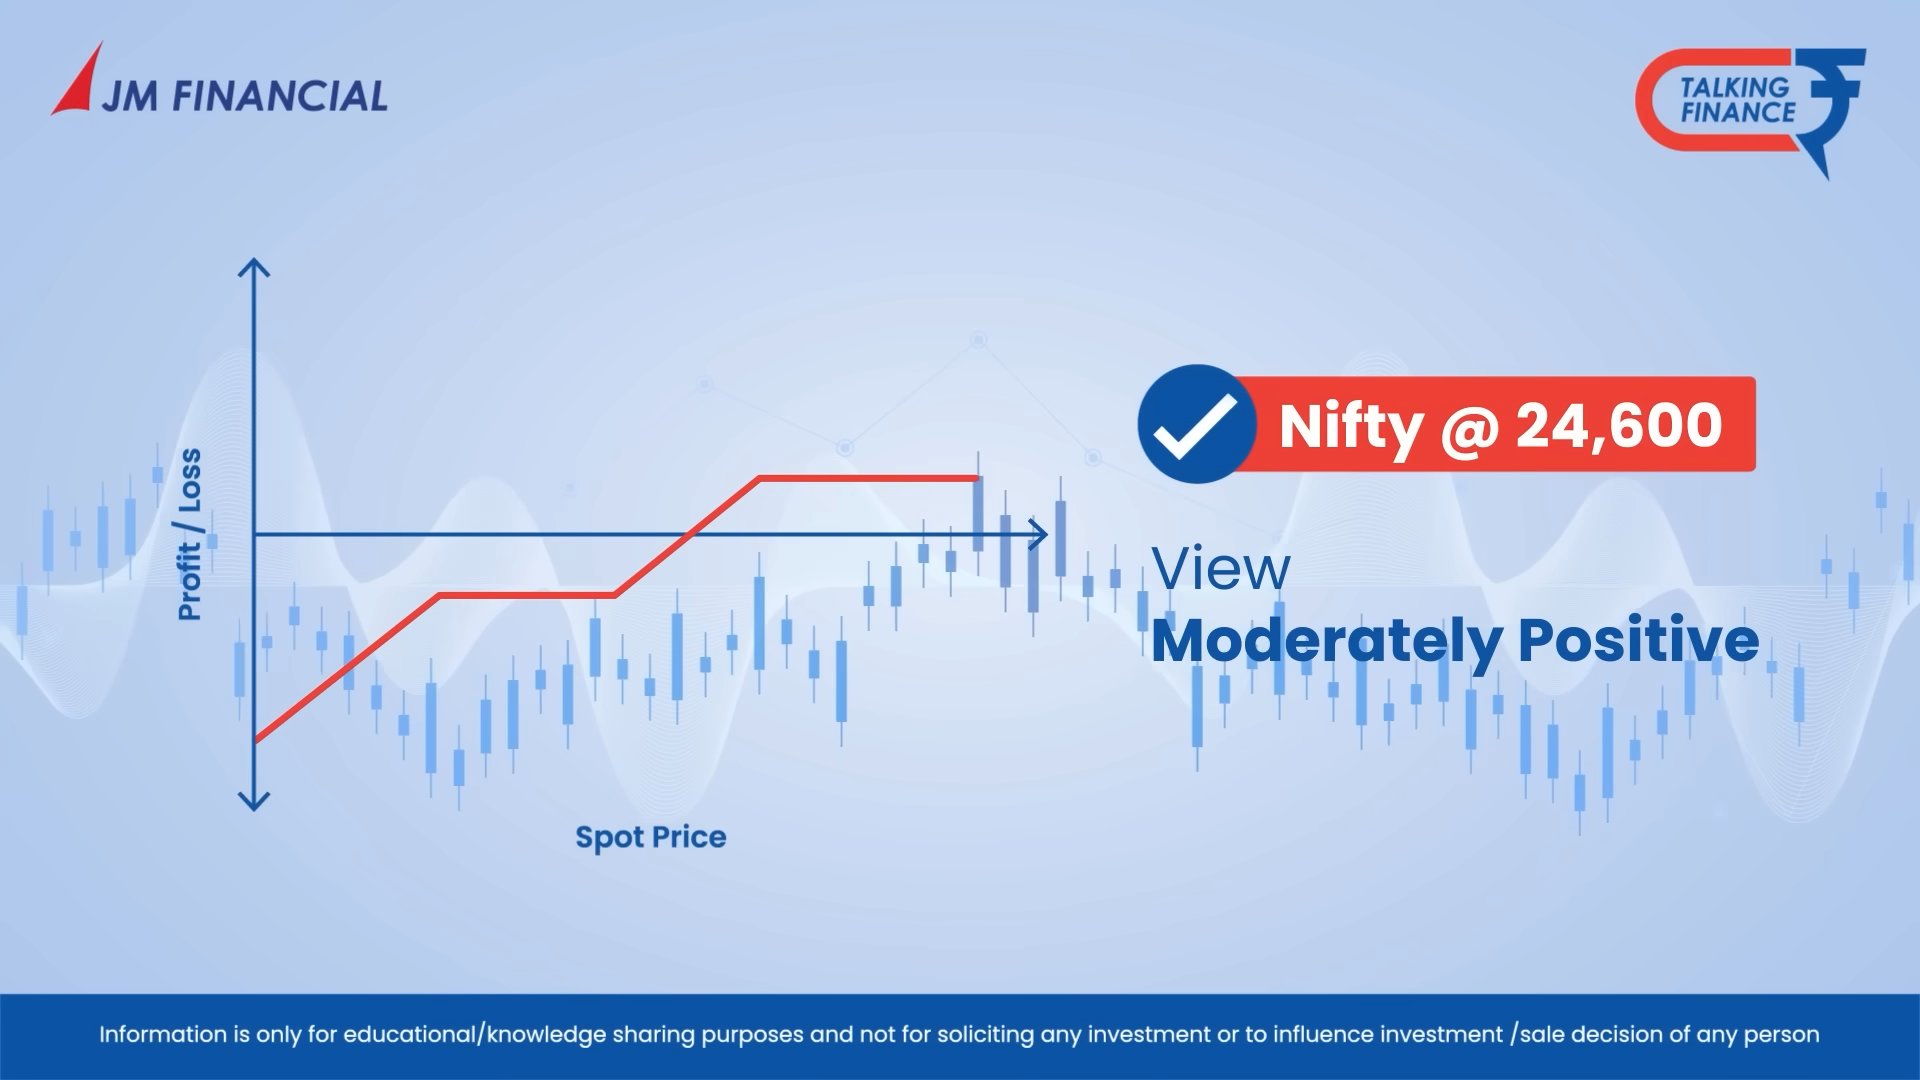 JM FINANCIAL
TALKING
FINANCE
Profit / Loss
Spot Price
Nifty @ 24,600
View
Moderately Positive
Information is only for educational/knowledge sharing purposes and not for soliciting any investment or to influence investment /sale decision of any person